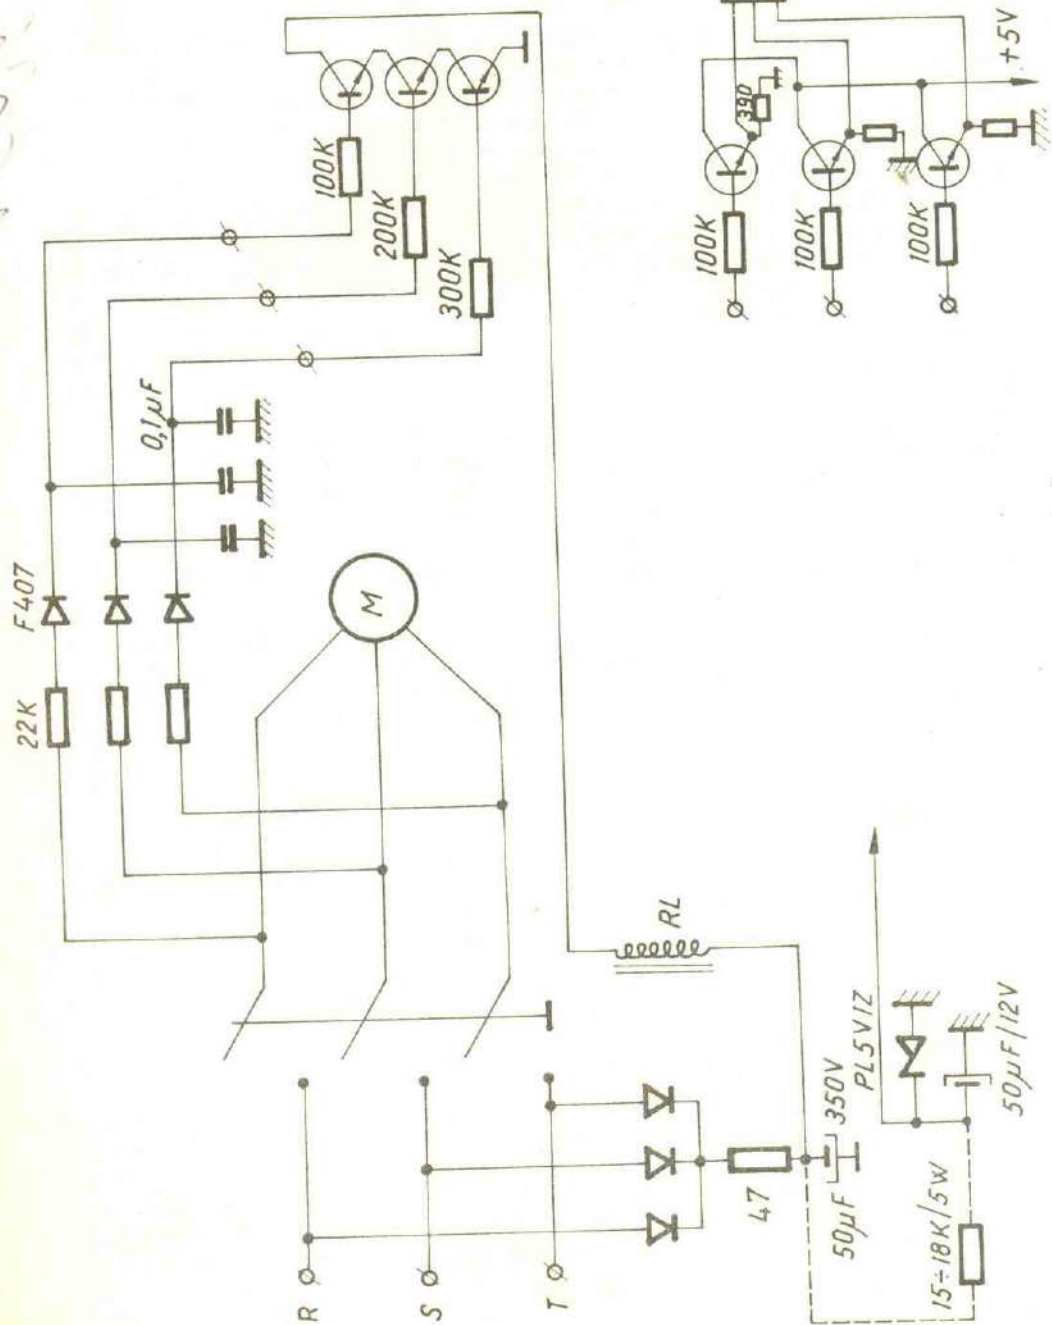 R
S
T
22K
F407
0,1µF
100K
200K
300K
M
RL
47
50µF
350V
15÷18K/5W
PL5V1Z
50µF/12V
100K
100K
100K
390
+5V